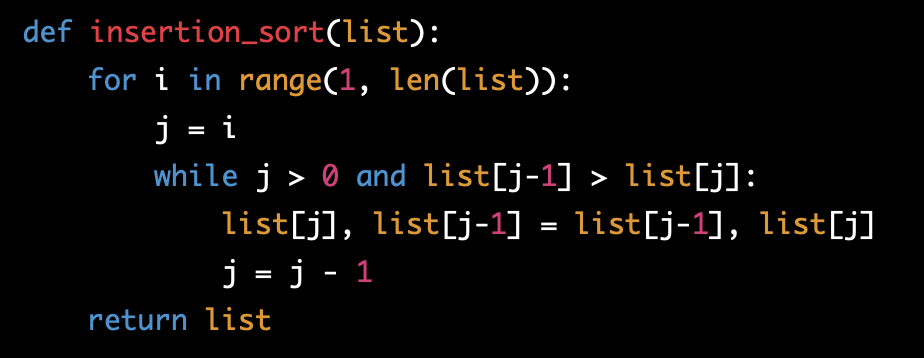 def insertion_sort(list):
    for i in range(1, len(list)):
        j = i
        while j > 0 and list[j-1] > list[j]:
            list[j], list[j-1] = list[j-1], list[j]
            j = j - 1
    return list